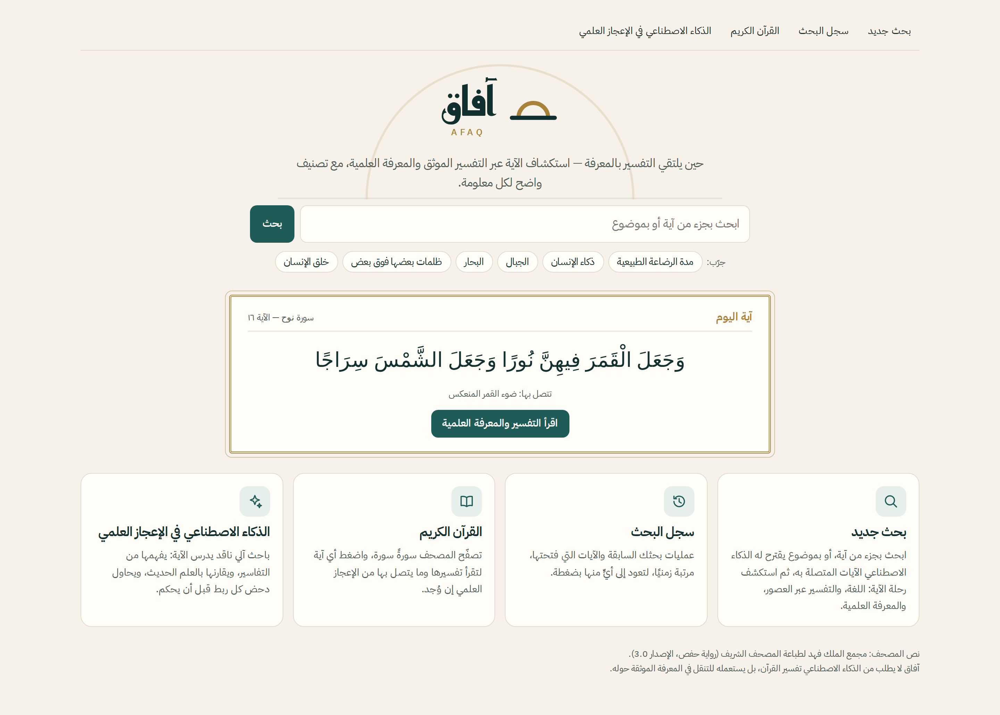 بحث جديد
سجل البحث
القرآن الكريم
الذكاء الاصطناعي في الإعجاز العلمي
آفاق
AFAQ
حين يلتقي التفسير بالمعرفة — استكشاف الآية عبر التفسير الموثق والمعرفة العلمية، مع تصنيف
واضح لكل معلومة.
ابحث بجزء من آية أو بموضوع
بحث
جرّب:
مدة الرضاعة الطبيعية
ذكاء الإنسان
الجبال
البحار
ظلمات بعضها فوق بعض
خلق الإنسان
آية اليوم
سورة نوح — الآية ١٦
وَجَعَلَ الْقَمَرَ فِيهِنَّ نُورًا وَجَعَلَ الشَّمْسَ سِرَاجًا
تتصل بها: ضوء القمر المنعكس
اقرأ التفسير والمعرفة العلمية
بحث جديد
ابحث بجزء من آية، أو بموضوع يقترح له الذكاء
الاصطناعي الآيات المتصلة به، ثم استكشف
رحلة الآية: اللغة، والتفسير عبر العصور،
والمعرفة العلمية.
سجل البحث
عمليات بحثك السابقة والآيات التي فتحتها،
مرتبة زمنيًا، لتعود إلى أيٍّ منها بضغطة.
القرآن الكريم
تصفّح المصحف سورةً سورة، واضغط أي آية
لتقرأ تفسيرها وما يتصل بها من الإعجاز
العلمي إن وُجد.
الذكاء الاصطناعي في الإعجاز العلمي
باحث آلي ناقد يدرس الآية: يفهمها من
التفاسير، ويقارنها بالعلم الحديث، ويحاول
دحض كل ربط قبل أن يحكم.
نص المصحف: مجمع الملك فهد لطباعة المصحف الشريف (رواية حفص، الإصدار 3.0).
آفاق لا يطلب من الذكاء الاصطناعي تفسير القرآن، بل يستعمله للتنقل في المعرفة الموثقة حوله.